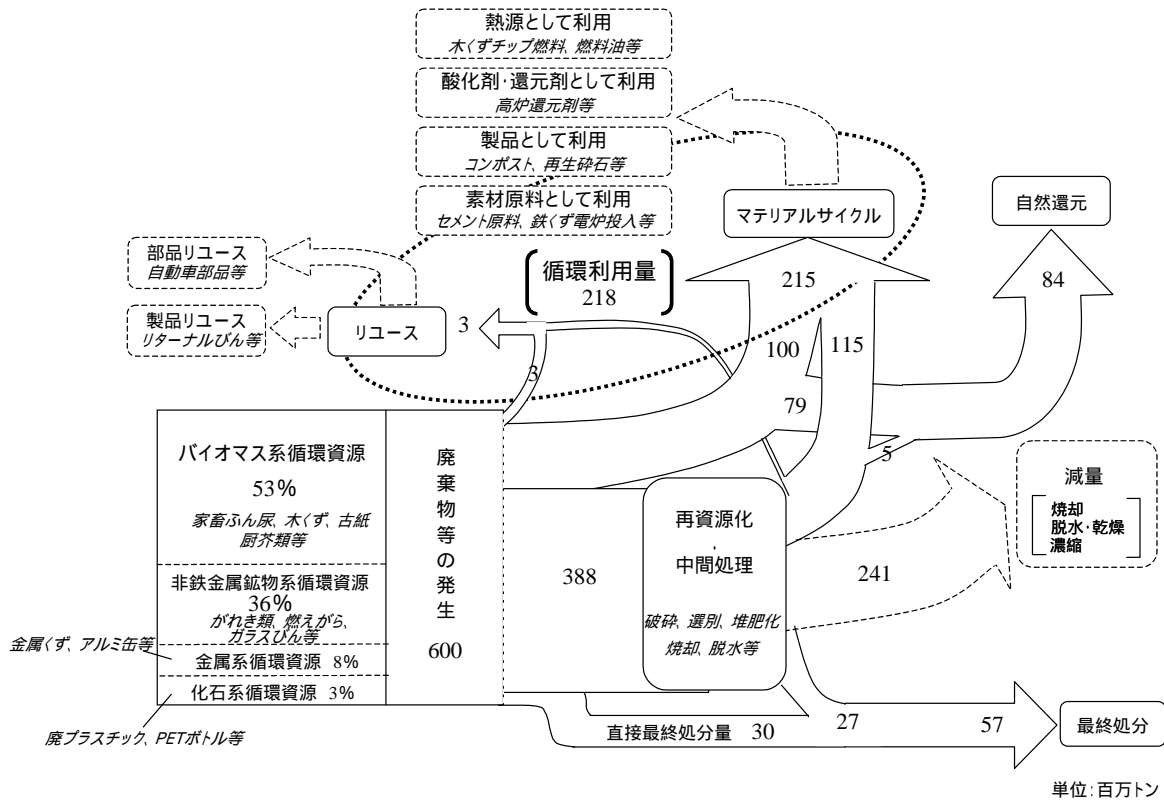 熱源として利用
木くずチップ燃料、燃料油等
酸化剤・還元剤として利用
高炉還元剤等
製品として利用
コンポスト、再生砕石等
素材原料として利用
セメント原料、鉄くず電炉投入等
マテリアルサイクル
自然還元
部品リユース
自動車部品等
製品リユース
リターナルびん等
リユース
循環利用量
218
3
3
215
84
100
115
79
5
バイオマス系循環資源
53%
家畜ふん尿、木くず、古紙
厨芥類等
非鉄金属鉱物系循環資源
36%
がれき類、燃えがら、
ガラスびん等
金属くず、アルミ缶等
金属系循環資源 8%
化石系循環資源 3%
廃プラスチック、PETボトル等
廃棄物等の発生
600
388
再資源化
・
中間処理
破砕、選別、堆肥化
焼却、脱水等
241
減量
焼却
脱水・乾燥
濃縮
直接最終処分量 30
27
57
最終処分
単位:百万トン